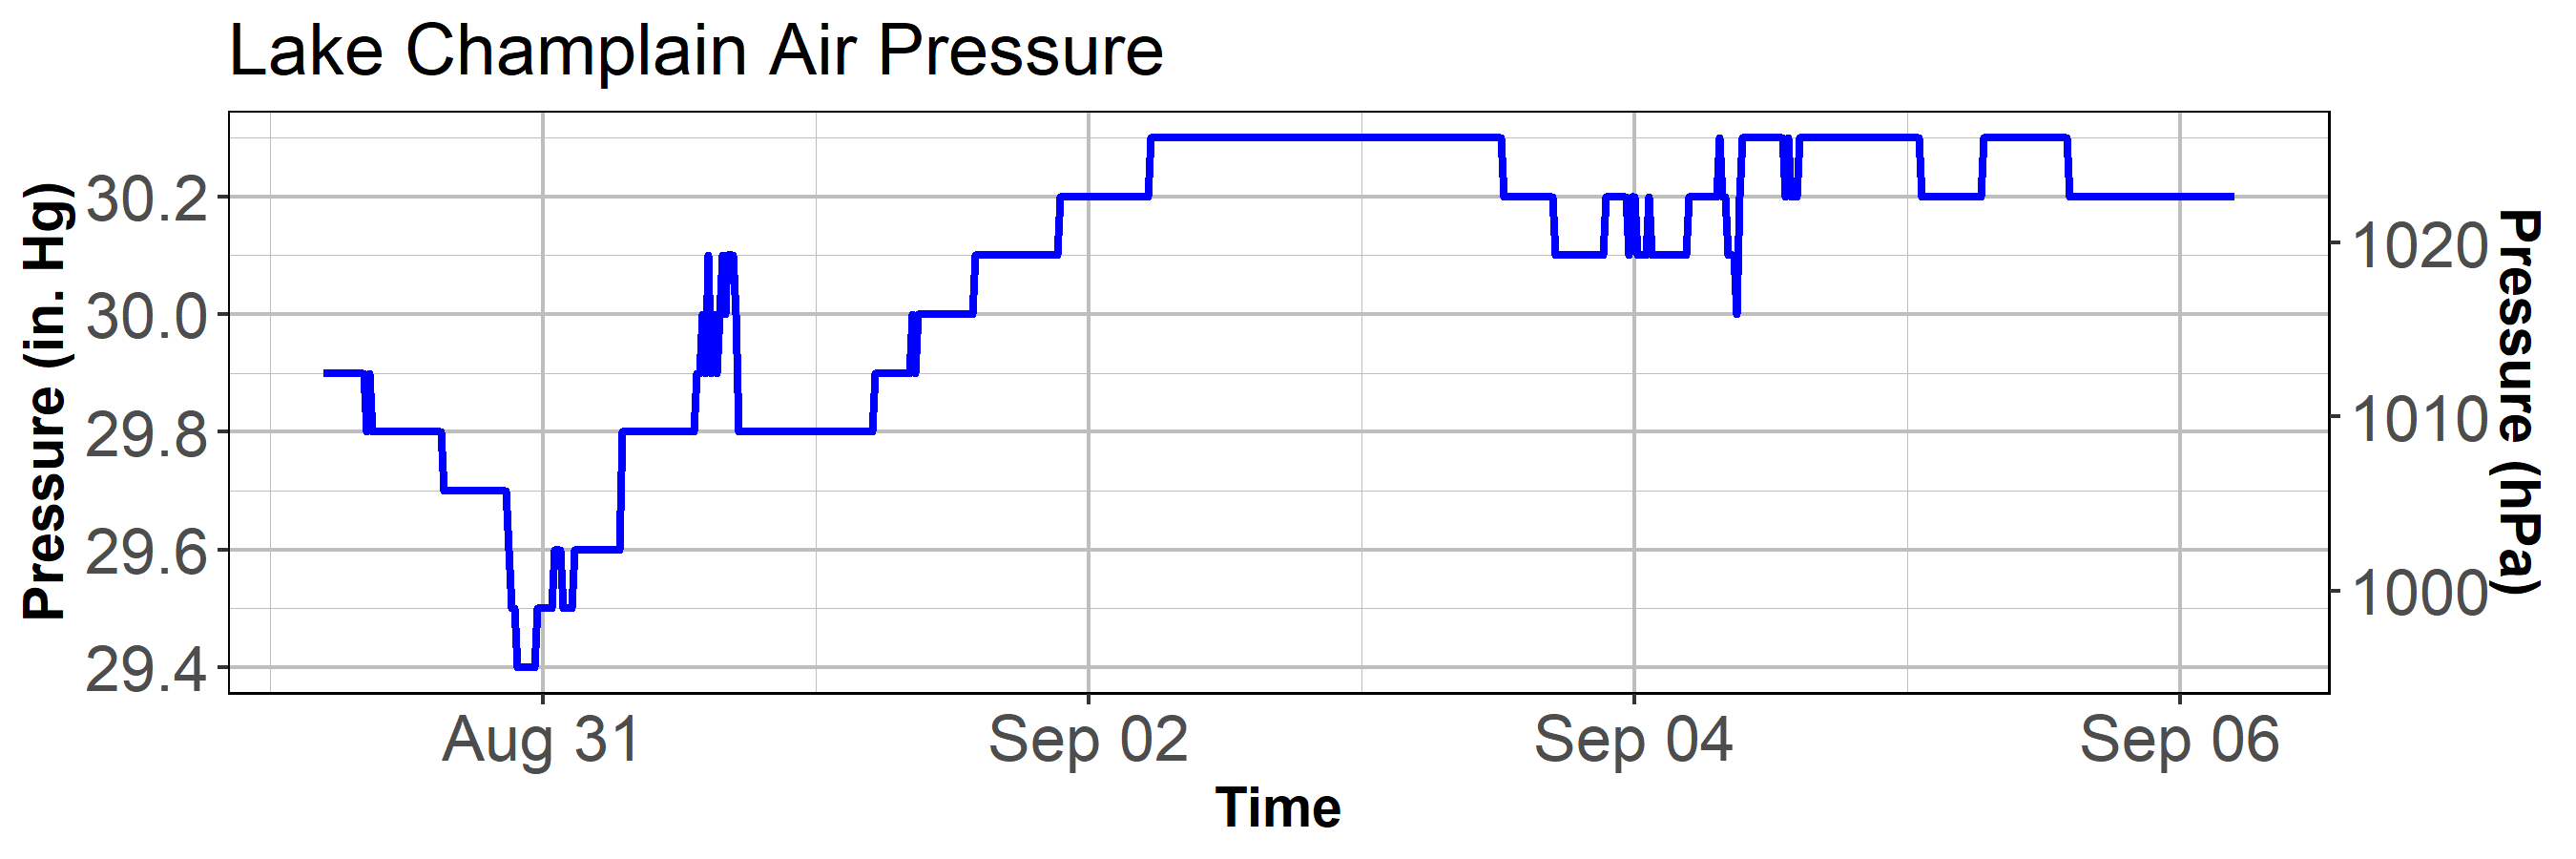 Lake Champlain Air Pressure
Pressure (in. Hg)
30.2
30.0
29.8
29.6
29.4
1020
1010
1000
Pressure (hPa)
Aug 31
Sep 02
Sep 04
Sep 06
Time